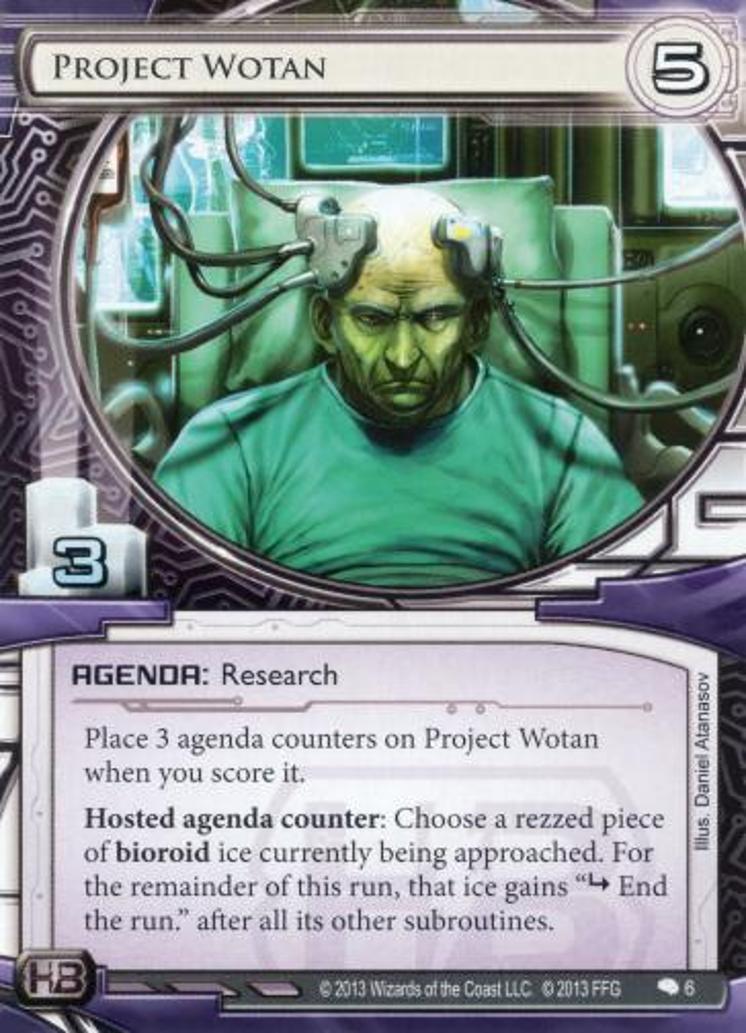 Project Wotan
5
3
AGENDA: Research
Place 3 agenda counters on Project Wotan
when you score it.
Hosted agenda counter: Choose a rezzed piece
of bioroid ice currently being approached. For
the remainder of this run, that ice gains “↳ End
the run.” after all its other subroutines.
Illus. Daniel Atanasov
HB
© 2013 Wizards of the Coast LLC © 2013 FFG
6